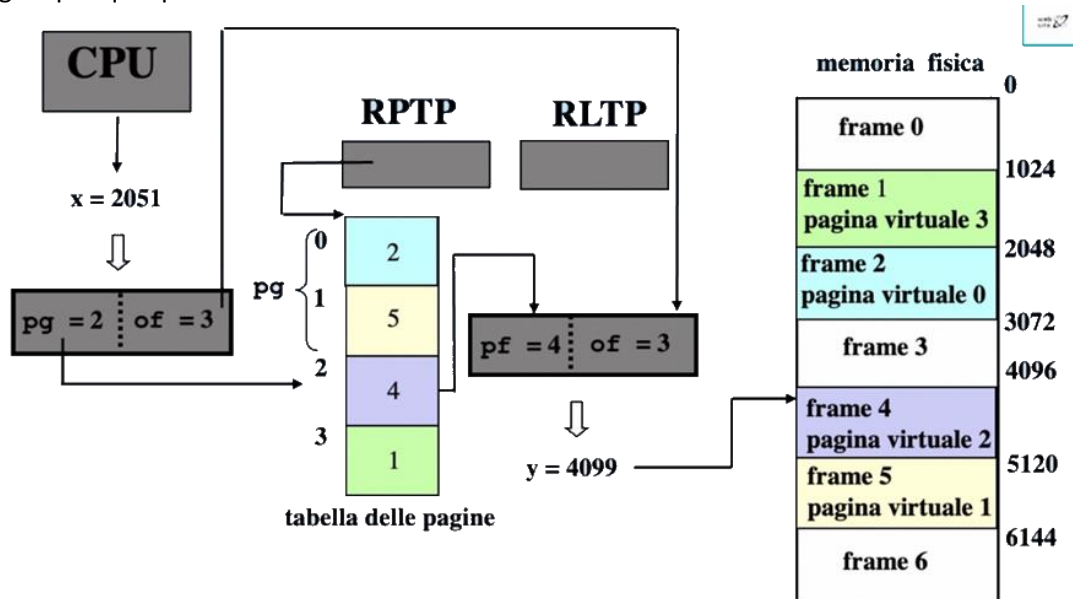 CPU
memoria fisica
0
RPTP
RLTP
frame 0
1024
x = 2051
frame 1
pagina virtuale 3
2048
0
2
frame 2
pagina virtuale 0
pg
1
5
3072
pg =2
of =3
pf =4
of =3
frame 3
2
4
4096
frame 4
pagina virtuale 2
3
1
y = 4099
5120
frame 5
pagina virtuale 1
tabella delle pagine
6144
frame 6